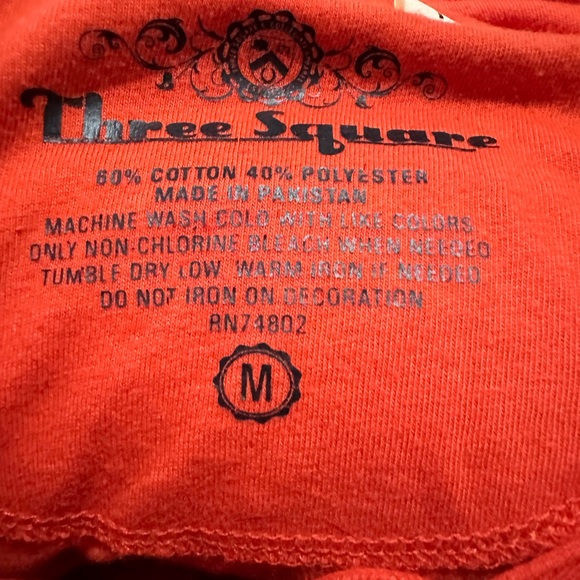 Three Square
60% COTTON 40% POLYESTER
MADE IN PAKISTAN
MACHINE WASH COLD WITH LIKE COLORS
ONLY NON-CHLORINE BLEACH WHEN NEEDED
TUMBLE DRY LOW. WARM IRON IF NEEDED
DO NOT IRON ON DECORATION
RN74802
M